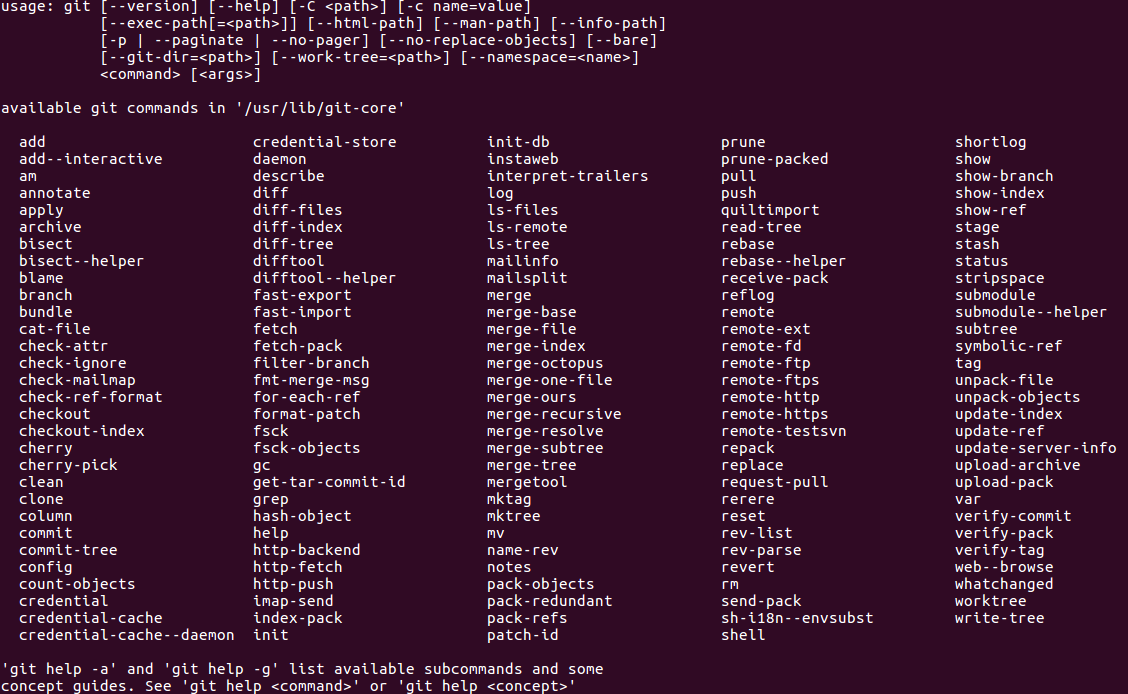 usage: git [--version] [--help] [-C <path>] [-c name=value]
           [--exec-path[=<path>]] [--html-path] [--man-path] [--info-path]
           [-p | --paginate | --no-pager] [--no-replace-objects] [--bare]
           [--git-dir=<path>] [--work-tree=<path>] [--namespace=<name>]
           <command> [<args>]

available git commands in '/usr/lib/git-core'

  add                       credential-store          init-db                   prune                     shortlog
  add--interactive          daemon                    instaweb                  prune-packed              show
  am                        describe                  interpret-trailers        pull                      show-branch
  annotate                  diff                      log                       push                      show-index
  apply                     diff-files                ls-files                  quiltimport               show-ref
  archive                   diff-index                ls-remote                 read-tree                 stage
  bisect                    diff-tree                 ls-tree                   rebase                    stash
  bisect--helper            difftool                  mailinfo                  rebase--helper            status
  blame                     difftool--helper          mailsplit                 receive-pack              stripspace
  branch                    fast-export               merge                     reflog                    submodule
  bundle                    fast-import               merge-base                remote                    submodule--helper
  cat-file                  fetch                     merge-file                remote-ext                subtree
  check-attr                fetch-pack                merge-index               remote-fd                 symbolic-ref
  check-ignore              filter-branch             merge-octopus             remote-ftp                tag
  check-mailmap             fmt-merge-msg             merge-one-file            remote-ftps               unpack-file
  check-ref-format          for-each-ref              merge-ours                remote-http               unpack-objects
  checkout                  format-patch              merge-recursive           remote-https              update-index
  checkout-index            fsck                      merge-resolve             remote-testsvn            update-ref
  cherry                    fsck-objects              merge-subtree             repack                    update-server-info
  cherry-pick               gc                        merge-tree                replace                   upload-archive
  clean                     get-tar-commit-id         mergetool                 request-pull              upload-pack
  clone                     grep                      mktag                     rerere                    var
  column                    hash-object               mktree                    reset                     verify-commit
  commit                    help                      mv                        rev-list                  verify-pack
  commit-tree               http-backend              name-rev                  rev-parse                 verify-tag
  config                    http-fetch                notes                     revert                    web--browse
  count-objects             http-push                 pack-objects              rm                        whatchanged
  credential                imap-send                 pack-redundant            send-pack                 worktree
  credential-cache          index-pack                pack-refs                 sh-i18n--envsubst         write-tree
  credential-cache--daemon  init                      patch-id                  shell

'git help -a' and 'git help -g' list available subcommands and some
concept guides. See 'git help <command>' or 'git help <concept>'